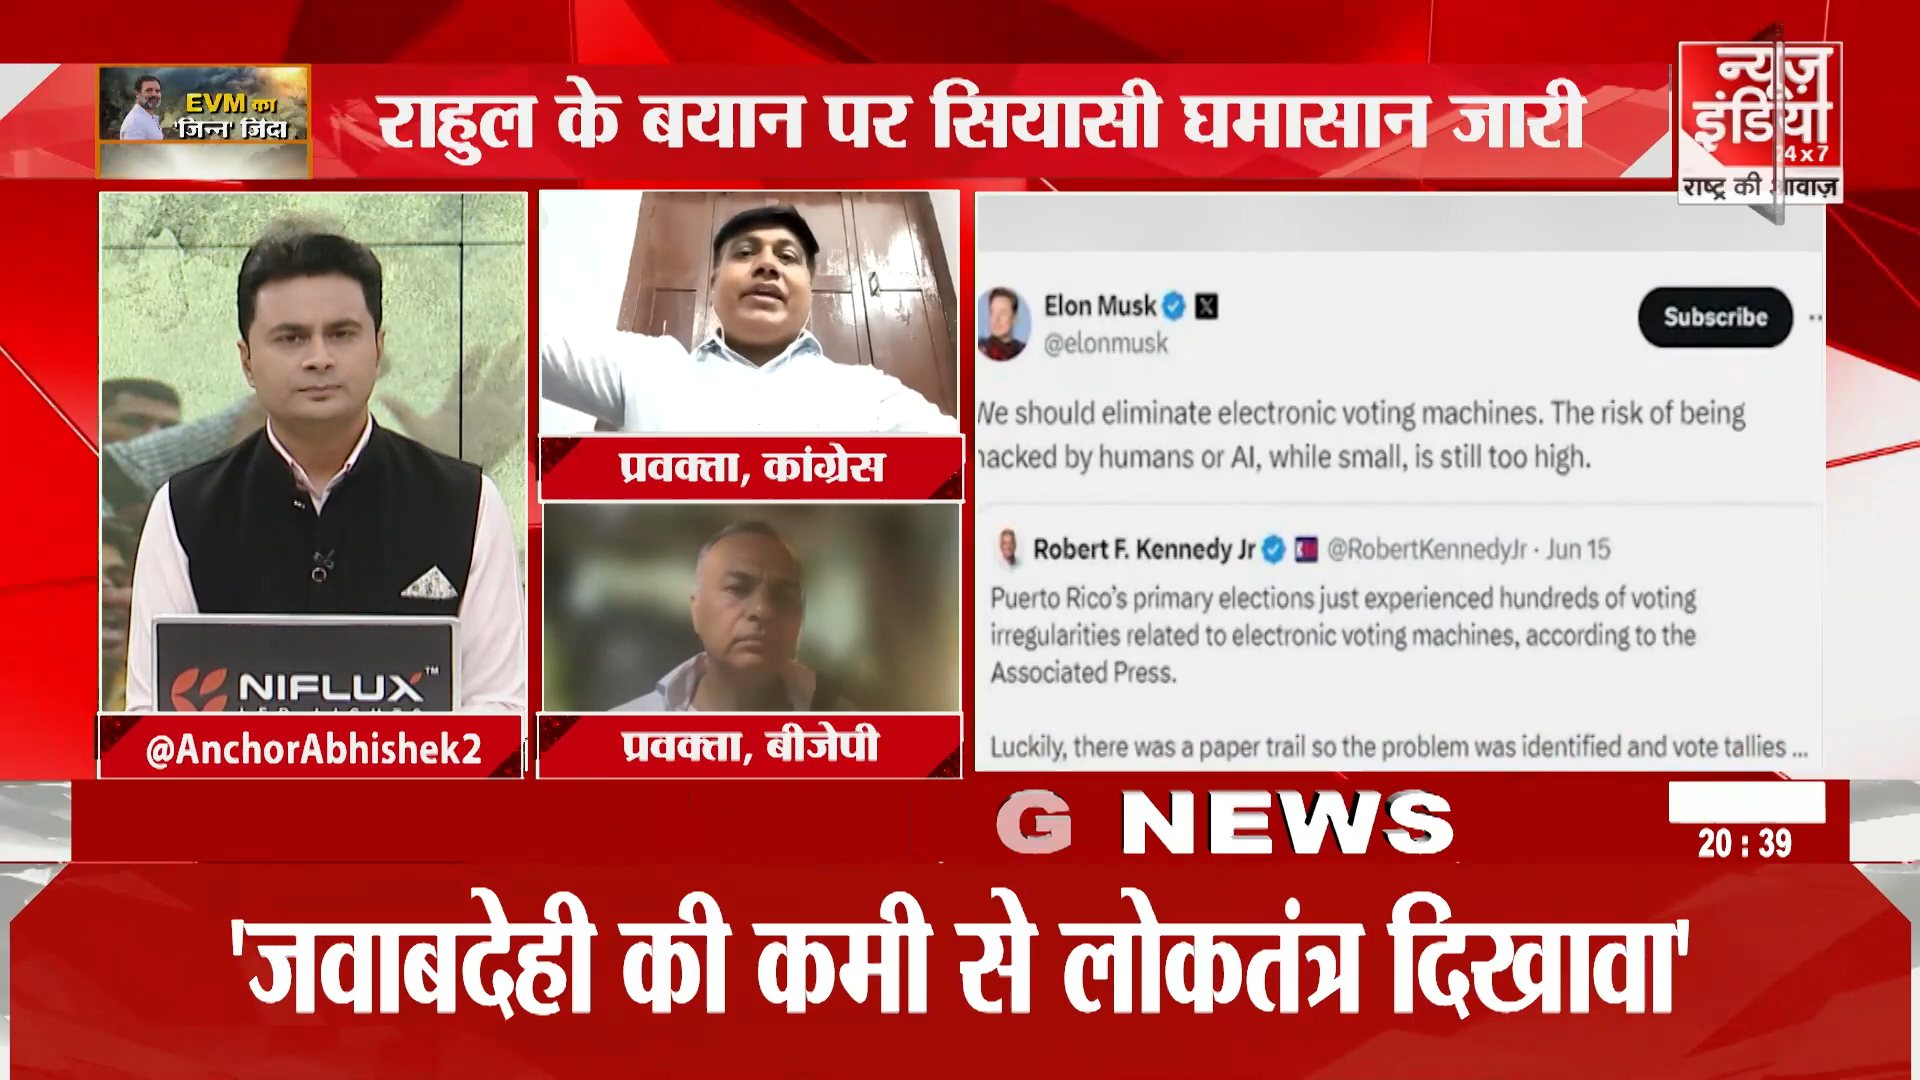 EVM का
'जिन्न' जिंदा
राहुल के बयान पर सियासी घमासान जारी
न्यूज़
इंडिया
24x7
राष्ट्र की आवाज़
Elon Musk
@elonmusk
Subscribe
We should eliminate electronic voting machines. The risk of being
hacked by humans or AI, while small, is still too high.
Robert F. Kennedy Jr @RobertKennedyJr · Jun 15
Puerto Rico's primary elections just experienced hundreds of voting
irregularities related to electronic voting machines, according to the
Associated Press.
Luckily, there was a paper trail so the problem was identified and vote tallies ...
प्रवक्ता, कांग्रेस
NIFLUX™
@AnchorAbhishek2
प्रवक्ता, बीजेपी
G NEWS
20 : 39
'जवाबदेही की कमी से लोकतंत्र दिखावा'